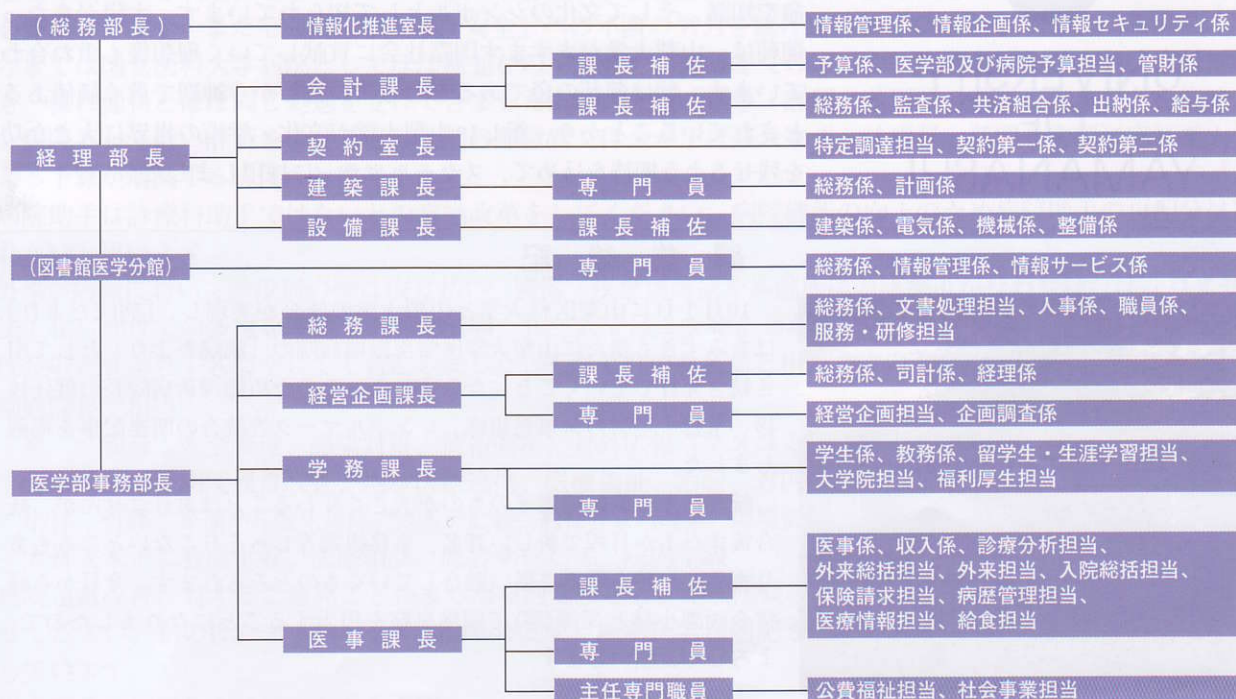 （総務部長）
情報化推進室長
情報管理係、情報企画係、情報セキュリティ係
経理部長
会計課長
課長補佐
予算係、医学部及び病院予算担当、管財係
課長補佐
総務係、監査係、共済組合係、出納係、給与係
契約室長
特定調達担当、契約第一係、契約第二係
建築課長
専門員
総務係、計画係
設備課長
課長補佐
建築係、電気係、機械係、整備係
（図書館医学分館）
専門員
総務係、情報管理係、情報サービス係
医学部事務部長
総務課長
総務係、文書処理担当、人事係、職員係、
服務・研修担当
経営企画課長
課長補佐
総務係、司計係、経理係
専門員
経営企画担当、企画調査係
学務課長
学生係、教務係、留学生・生涯学習担当、
大学院担当、福利厚生担当
専門員
医事課長
課長補佐
医事係、収入係、診療分析担当、
外来総括担当、外来担当、入院総括担当、
保険請求担当、病歴管理担当、
医療情報担当、給食担当
専門員
主任専門職員
公費福祉担当、社会事業担当